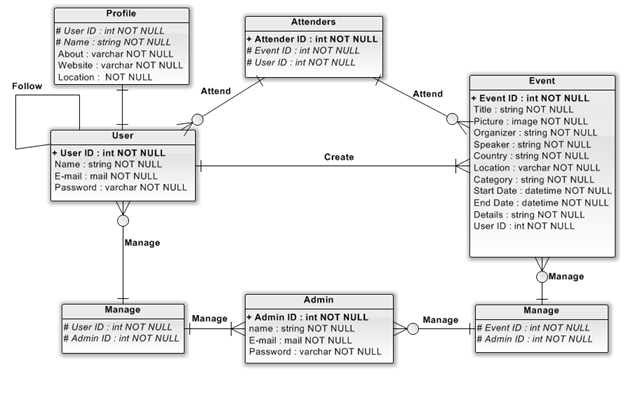 Profile
# User ID : int NOT NULL
# Name : string NOT NULL
About : varchar NOT NULL
Website : varchar NOT NULL
Location :  NOT NULL
Attenders
+ Attender ID : int NOT NULL
# Event ID : int NOT NULL
# User ID : int NOT NULL
Follow
Attend
Attend
Event
+ Event ID : int NOT NULL
Title : string NOT NULL
Picture : image NOT NULL
Organizer : string NOT NULL
Speaker : string NOT NULL
Country : string NOT NULL
Location : varchar NOT NULL
Category : string NOT NULL
Start Date : datetime NOT NULL
End Date : datetime NOT NULL
Details : string NOT NULL
User ID : int NOT NULL
User
+ User ID : int NOT NULL
Name : string NOT NULL
E-mail : mail NOT NULL
Password : varchar NOT NULL
Create
Manage
Manage
Manage
# User ID : int NOT NULL
# Admin ID : int NOT NULL
Manage
Admin
+ Admin ID : int NOT NULL
name : string NOT NULL
E-mail : mail NOT NULL
Password : varchar NOT NULL
Manage
Manage
# Event ID : int NOT NULL
# Admin ID : int NOT NULL